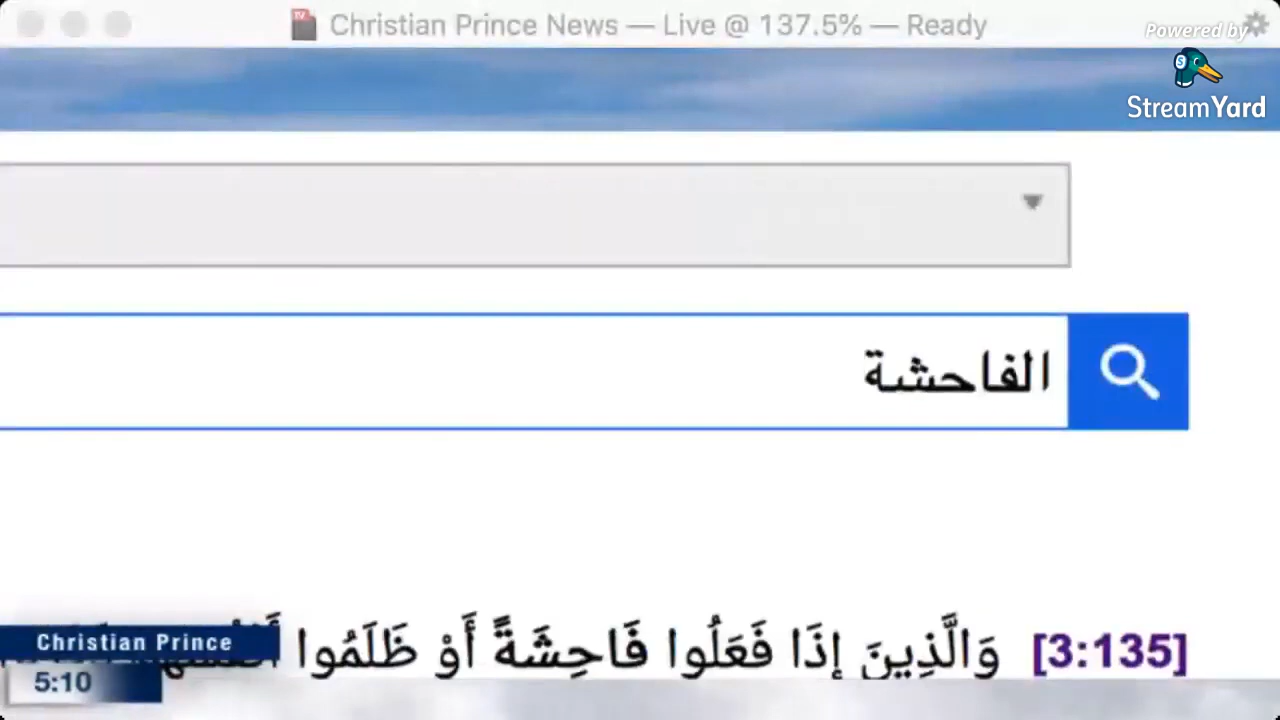 Christian Prince News — Live @ 137.5% — Ready
Powered by
StreamYard
الفاحشة
[3:135] وَالَّذِينَ إِذَا فَعَلُوا فَاحِشَةً أَوْ ظَلَمُوا
Christian Prince
5:10